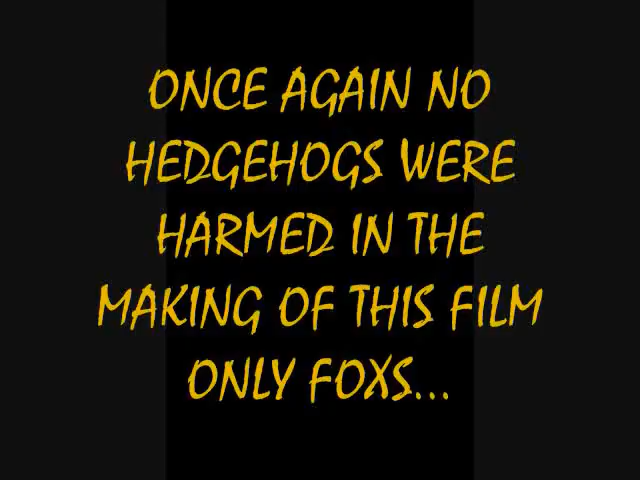 ONCE AGAIN NO
HEDGEHOGS WERE
HARMED IN THE
MAKING OF THIS FILM
ONLY FOXS...